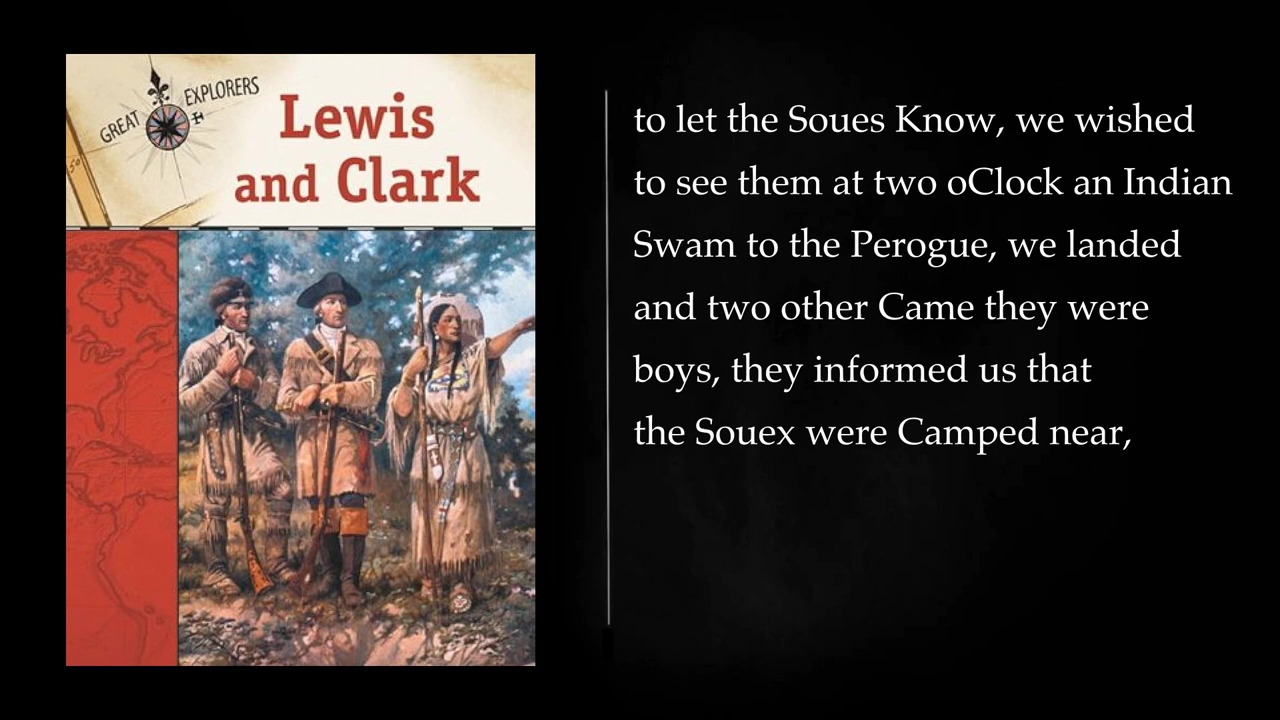 GREAT EXPLORERS
Lewis
and Clark
50
to let the Soues Know, we wished
to see them at two oClock an Indian
Swam to the Perogue, we landed
and two other Came they were
boys, they informed us that
the Souex were Camped near,